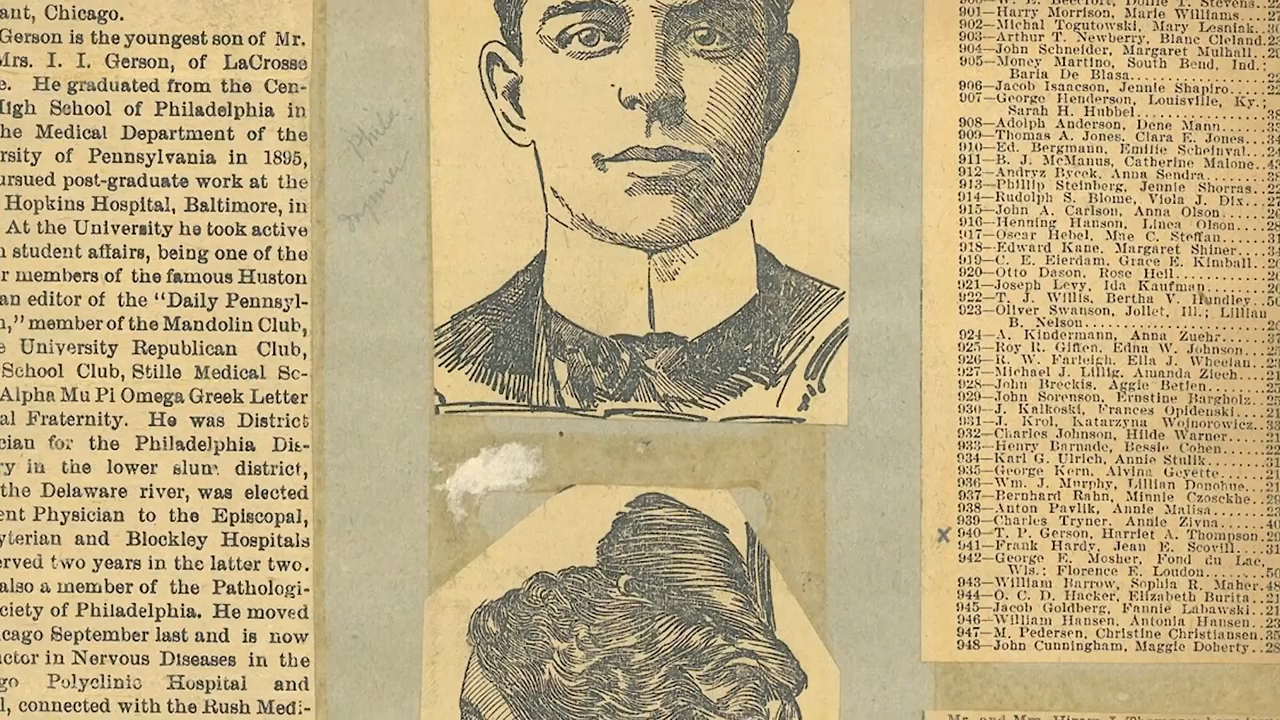 ant, Chicago.
Gerson is the youngest son of Mr.
Mrs. I. I. Gerson, of LaCrosse
e. He graduated from the Cen-
High School of Philadelphia in
he Medical Department of the
rsity of Pennsylvania in 1895,
ursued post-graduate work at the
Hopkins Hospital, Baltimore, in
At the University he took active
n student affairs, being one of the
r members of the famous Huston
an editor of the "Daily Pennsyl-
n," member of the Mandolin Club,
e University Republican Club,
School Club, Stille Medical So-
Alpha Mu Pi Omega Greek Letter
al Fraternity. He was District
cian for the Philadelphia Dis-
ry in the lower slum district,
the Delaware river, was elected
ent Physician to the Episcopal,
yterian and Blockley Hospitals
erved two years in the latter two.
also a member of the Pathologi-
ciety of Philadelphia. He moved
icago September last and is now
uctor in Nervous Diseases in the
go Polyclinic Hospital and
l, connected with the Rush Medi-
Phila
Inquirer
901—Harry Morrison, Marie Williams
902—Michal Togutowski, Mary Lesniak
903—Arthur T. Newberry, Blanc Cleland
904—John Schneider, Margaret Mulhall
905—Money Martino, South Bend, Ind.;
Baria De Blasa
906—Jacob Isaacson, Jennie Shapiro
907—George Henderson, Louisville, Ky.;
Sarah H. Hubbel
908—Adolph Anderson, Dene Mann
909—Thomas A. Jones, Clara E. Jones
910—Ed. Bergmann, Emilie Scheinval
911—B. J. McManus, Catherine Malone
912—Andryz Bycek, Anna Sendra
913—Phillip Steinberg, Jennie Shorras
914—Rudolph S. Blome, Viola J. Dix
915—John A. Carlson, Anna Olson
916—Henning Hanson, Linea Olson
917—Oscar Hebel, Mae C. Steffan
918—Edward Kane, Margaret Shiner
919—C. E. Eierdam, Grace E. Kimball
920—Otto Dason, Rose Heil
921—Joseph Levy, Ida Kaufman
922—T. J. Willis, Bertha V. Hundley
923—Oliver Swanson, Joliet, Ill.; Lillian
B. Nelson
924—A. Kindermann, Anna Zuehr
925—Roy R. Giffen, Edna W. Johnson
926—R. W. Farleigh, Ella J. Wheelan
927—Michael J. Lillig, Amanda Ziech
928—John Breckis, Aggie Betlen
929—John Sorenson, Ernstine Bargholz
930—J. Kalkoski, Frances Opidenski
931—J. Krol, Katarzyna Wojnorowicz
932—Charles Johnson, Hilde Warner
933—Henry Barnade, Bessie Cohen
934—Karl G. Ulrich, Annie Stulik
935—George Kern, Alvina Geyette
936—Wm. J. Murphy, Lillian Donohue
937—Bernhard Rahn, Minnie Czoschke
938—Anton Pavlik, Annie Malisa
939—Charles Tryner, Annie Zivna
x 940—T. P. Gerson, Harriet A. Thompson
941—Frank Hardy, Jean E. Scovill
942—George E. Mosher, Fond du Lac,
Wis.; Florence E. Loudon
943—William Barrow, Sophia R. Maher
944—O. C. D. Hacker, Elizabeth Burita
945—Jacob Goldberg, Fannie Labawski
946—William Hansen, Antonia Hansen
947—M. Pedersen, Christine Christiansen
948—John Cunningham, Maggie Doherty